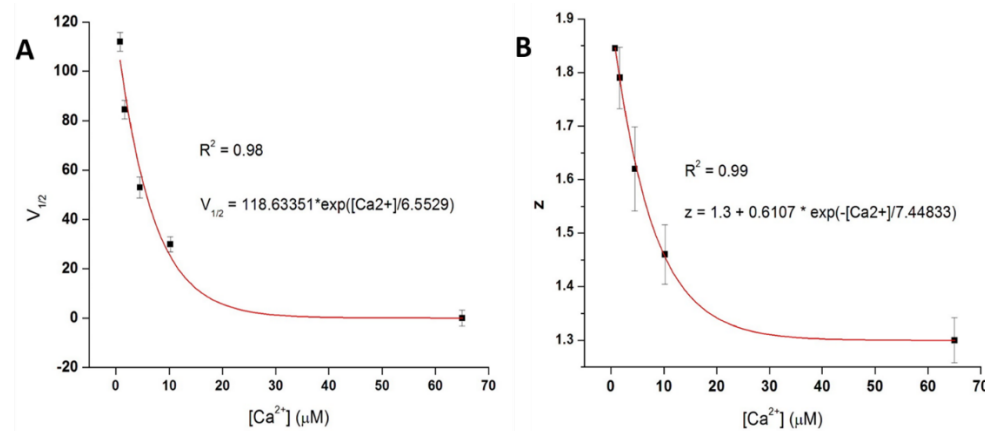 A
120
100
80
60
40
20
0
-20
V1/2
R² = 0.98
V1/2 = 118.63351*exp([Ca2+]/6.5529)
0 10 20 30 40 50 60 70
[Ca²⁺] (µM)
B
1.9
1.8
1.7
1.6
1.5
1.4
1.3
z
R² = 0.99
z = 1.3 + 0.6107 * exp(-[Ca2+]/7.44833)
0 10 20 30 40 50 60 70
[Ca²⁺] (µM)